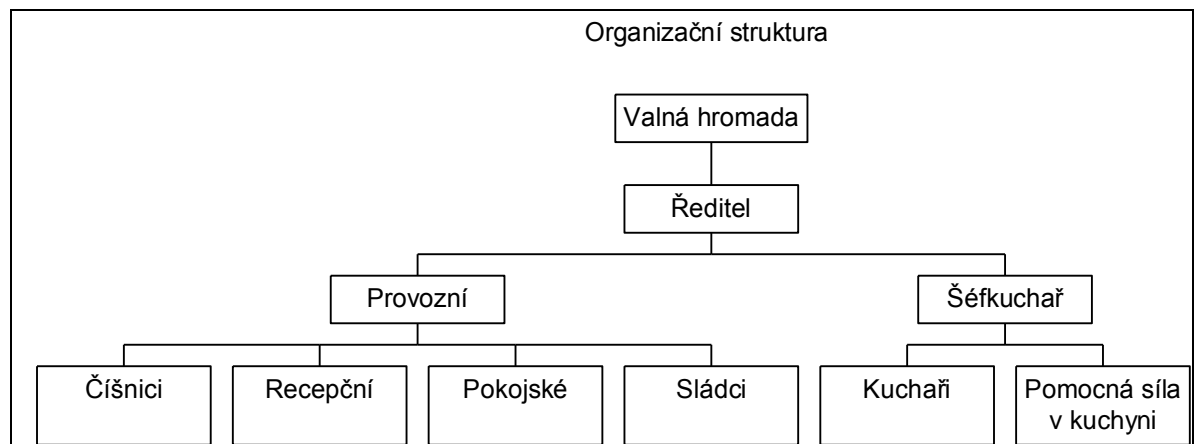 Organizační struktura
Valná hromada
Ředitel
Provozní
Šéfkuchař
Číšnici
Recepční
Pokojské
Sládci
Kuchaři
Pomocná síla
v kuchyni